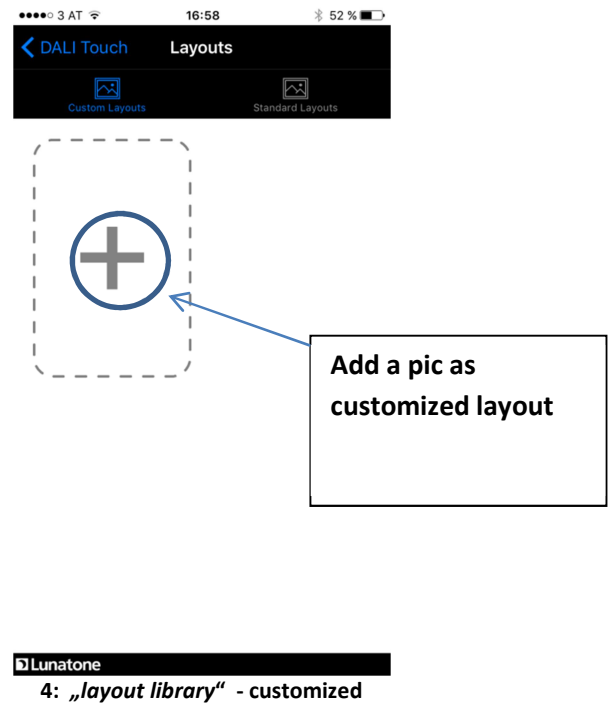 3 AT 16:58 52 %
DALI Touch Layouts
Custom Layouts Standard Layouts
Add a pic as
customized layout
Lunatone
4: „layout library“ - customized